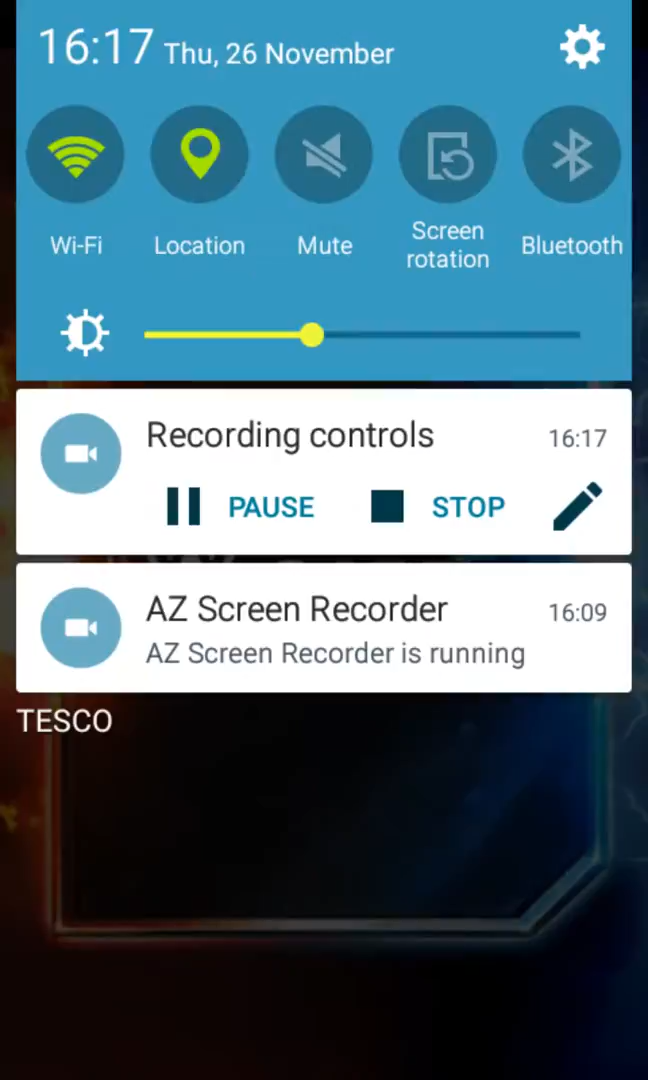 16:17 Thu, 26 November
Wi-Fi Location Mute Screen rotation Bluetooth
Recording controls 16:17
PAUSE STOP
AZ Screen Recorder 16:09
AZ Screen Recorder is running
TESCO